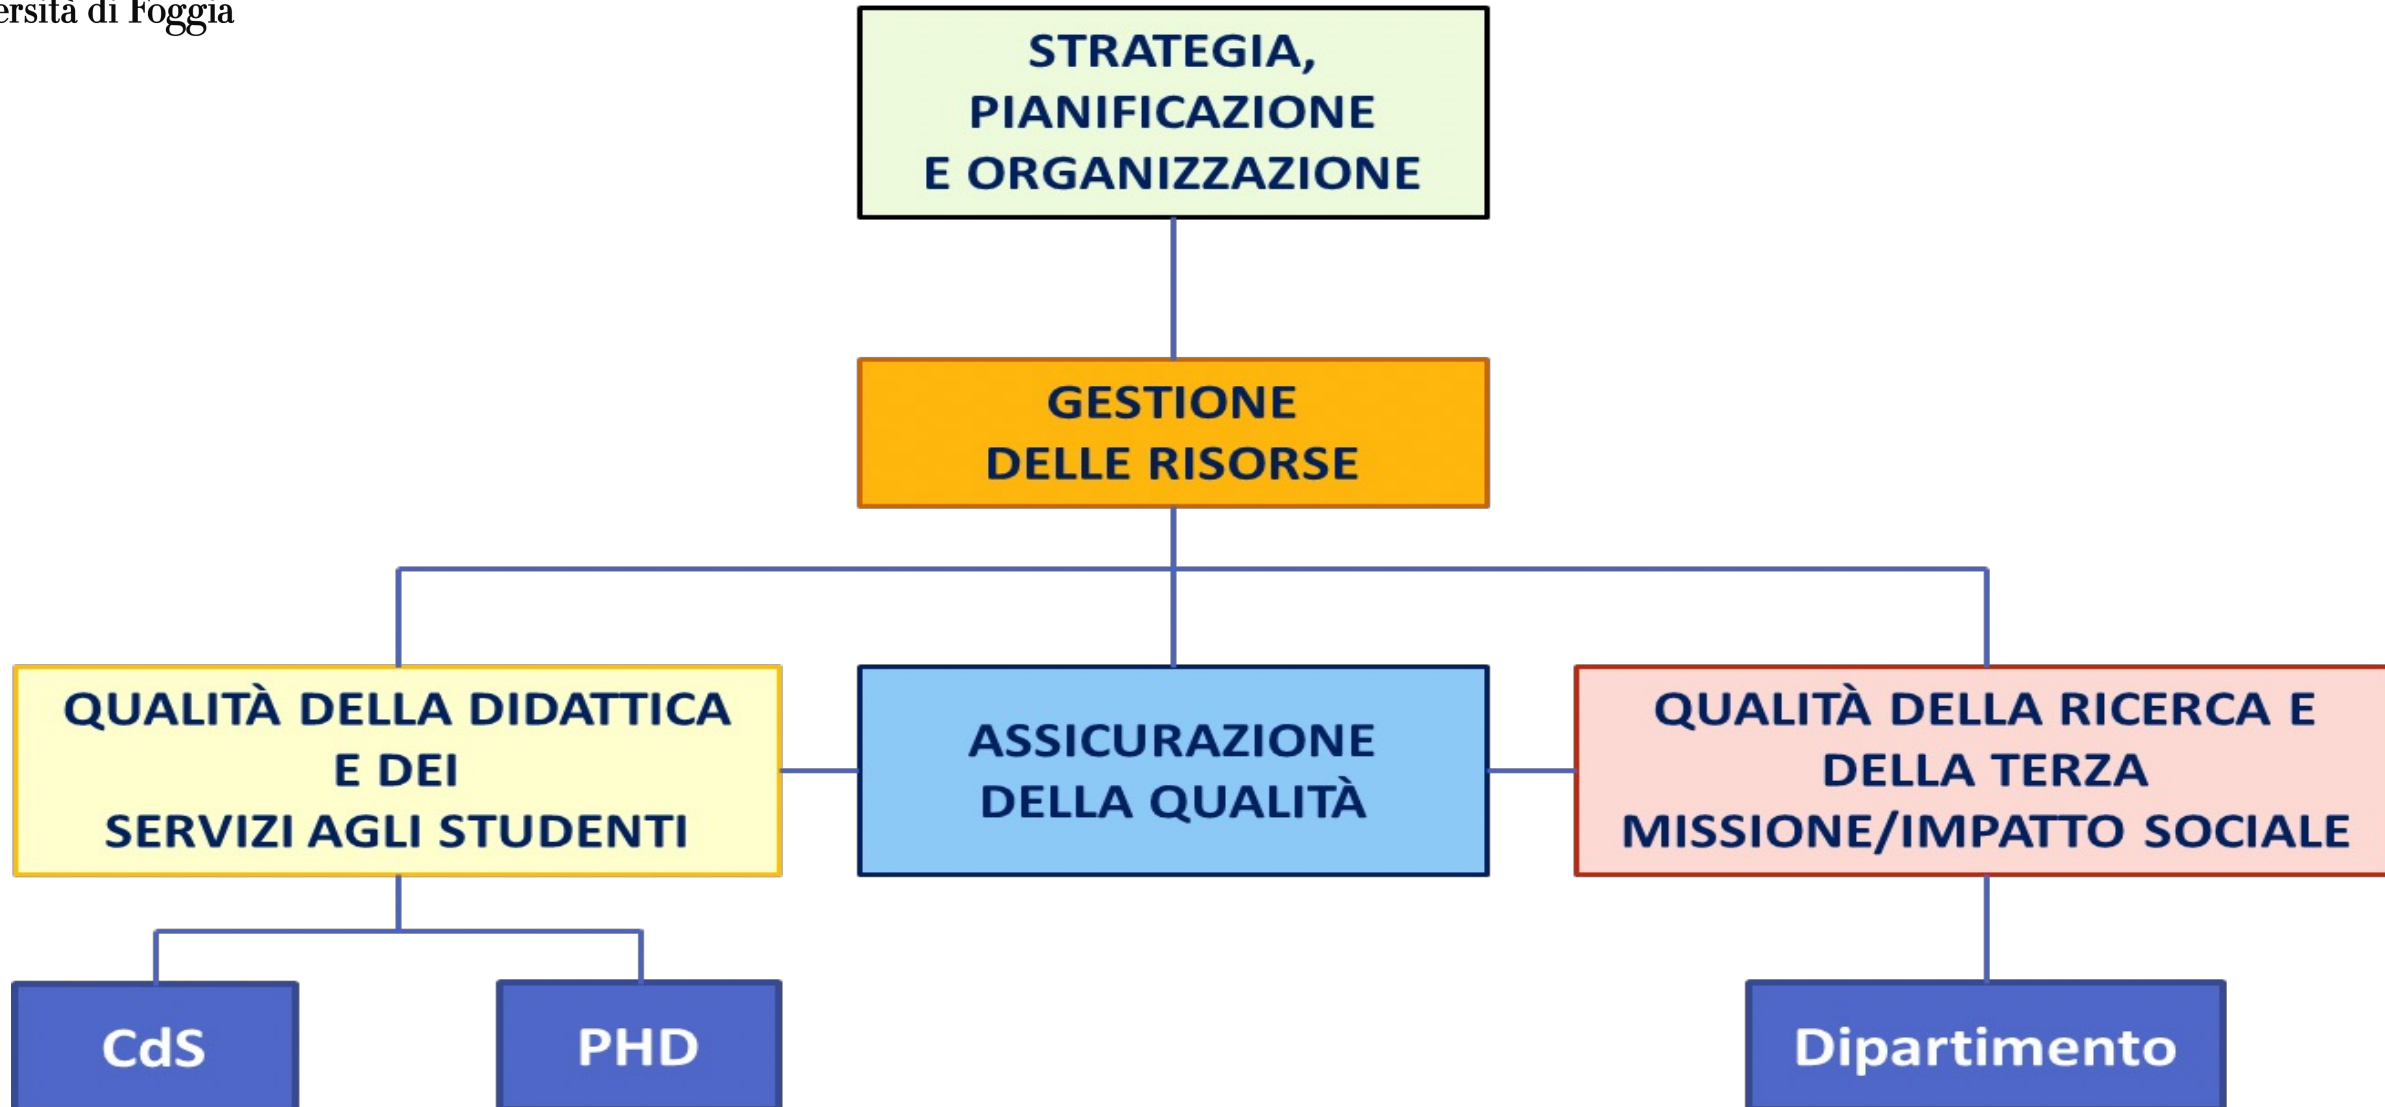 ersità di Foggia
STRATEGIA,
PIANIFICAZIONE
E ORGANIZZAZIONE
GESTIONE
DELLE RISORSE
QUALITÀ DELLA DIDATTICA
E DEI
SERVIZI AGLI STUDENTI
ASSICURAZIONE
DELLA QUALITÀ
QUALITÀ DELLA RICERCA E
DELLA TERZA
MISSIONE/IMPATTO SOCIALE
CdS
PHD
Dipartimento